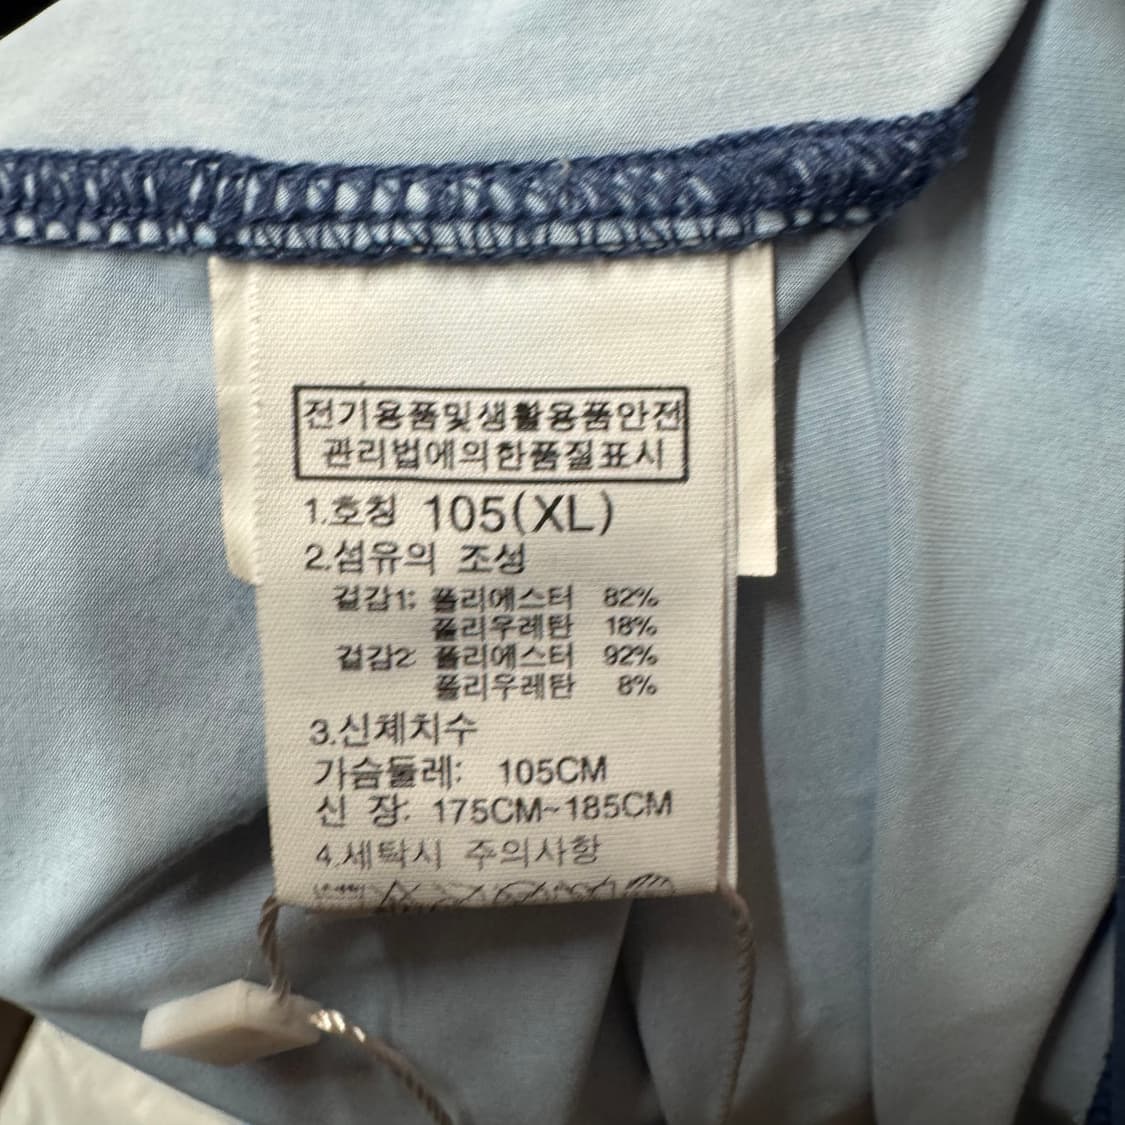 전기용품및생활용품안전
관리법에의한품질표시
1.호칭 105(XL)
2.섬유의 조성
겉감1: 폴리에스터 82%
폴리우레탄 18%
겉감2: 폴리에스터 92%
폴리우레탄 8%
3.신체치수
가슴둘레: 105CM
신 장: 175CM~185CM
4.세탁시 주의사항